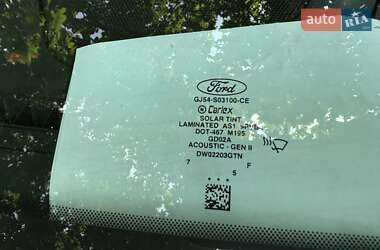 auto RIA
Ford
GJ54-S03100-CE
Carlex
SOLAR TINT
LAMINATED AS1
DOT-467 M195
GD02A
ACOUSTIC - GEN II
DW02203GTN
7 F
5